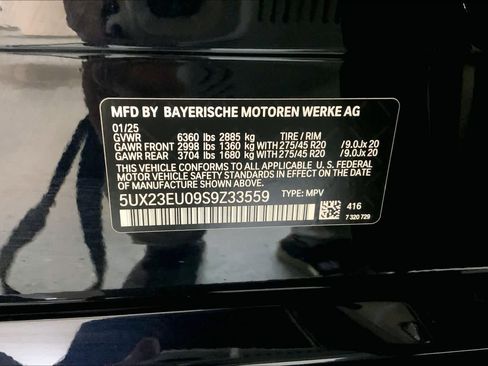 MFD BY BAYERISCHE MOTOREN WERKE AG
01/25
GVWR 6360 lbs 2885 kg TIRE / RIM
GAWR FRONT 2998 lbs 1360 kg WITH 275/45 R20 /9.0Jx 20
GAWR REAR 3704 lbs 1680 kg WITH 275/45 R20 /9.0Jx 20
THIS VEHICLE CONFORMS TO ALL APPLICABLE U. S. FEDERAL
MOTOR VEHICLE SAFETY STANDARDS IN
EFFECT ON THE DATE OF MANUFACTURE SHOWN ABOVE.
5UX23EU09S9Z33559 TYPE: MPV
416
7 320 729